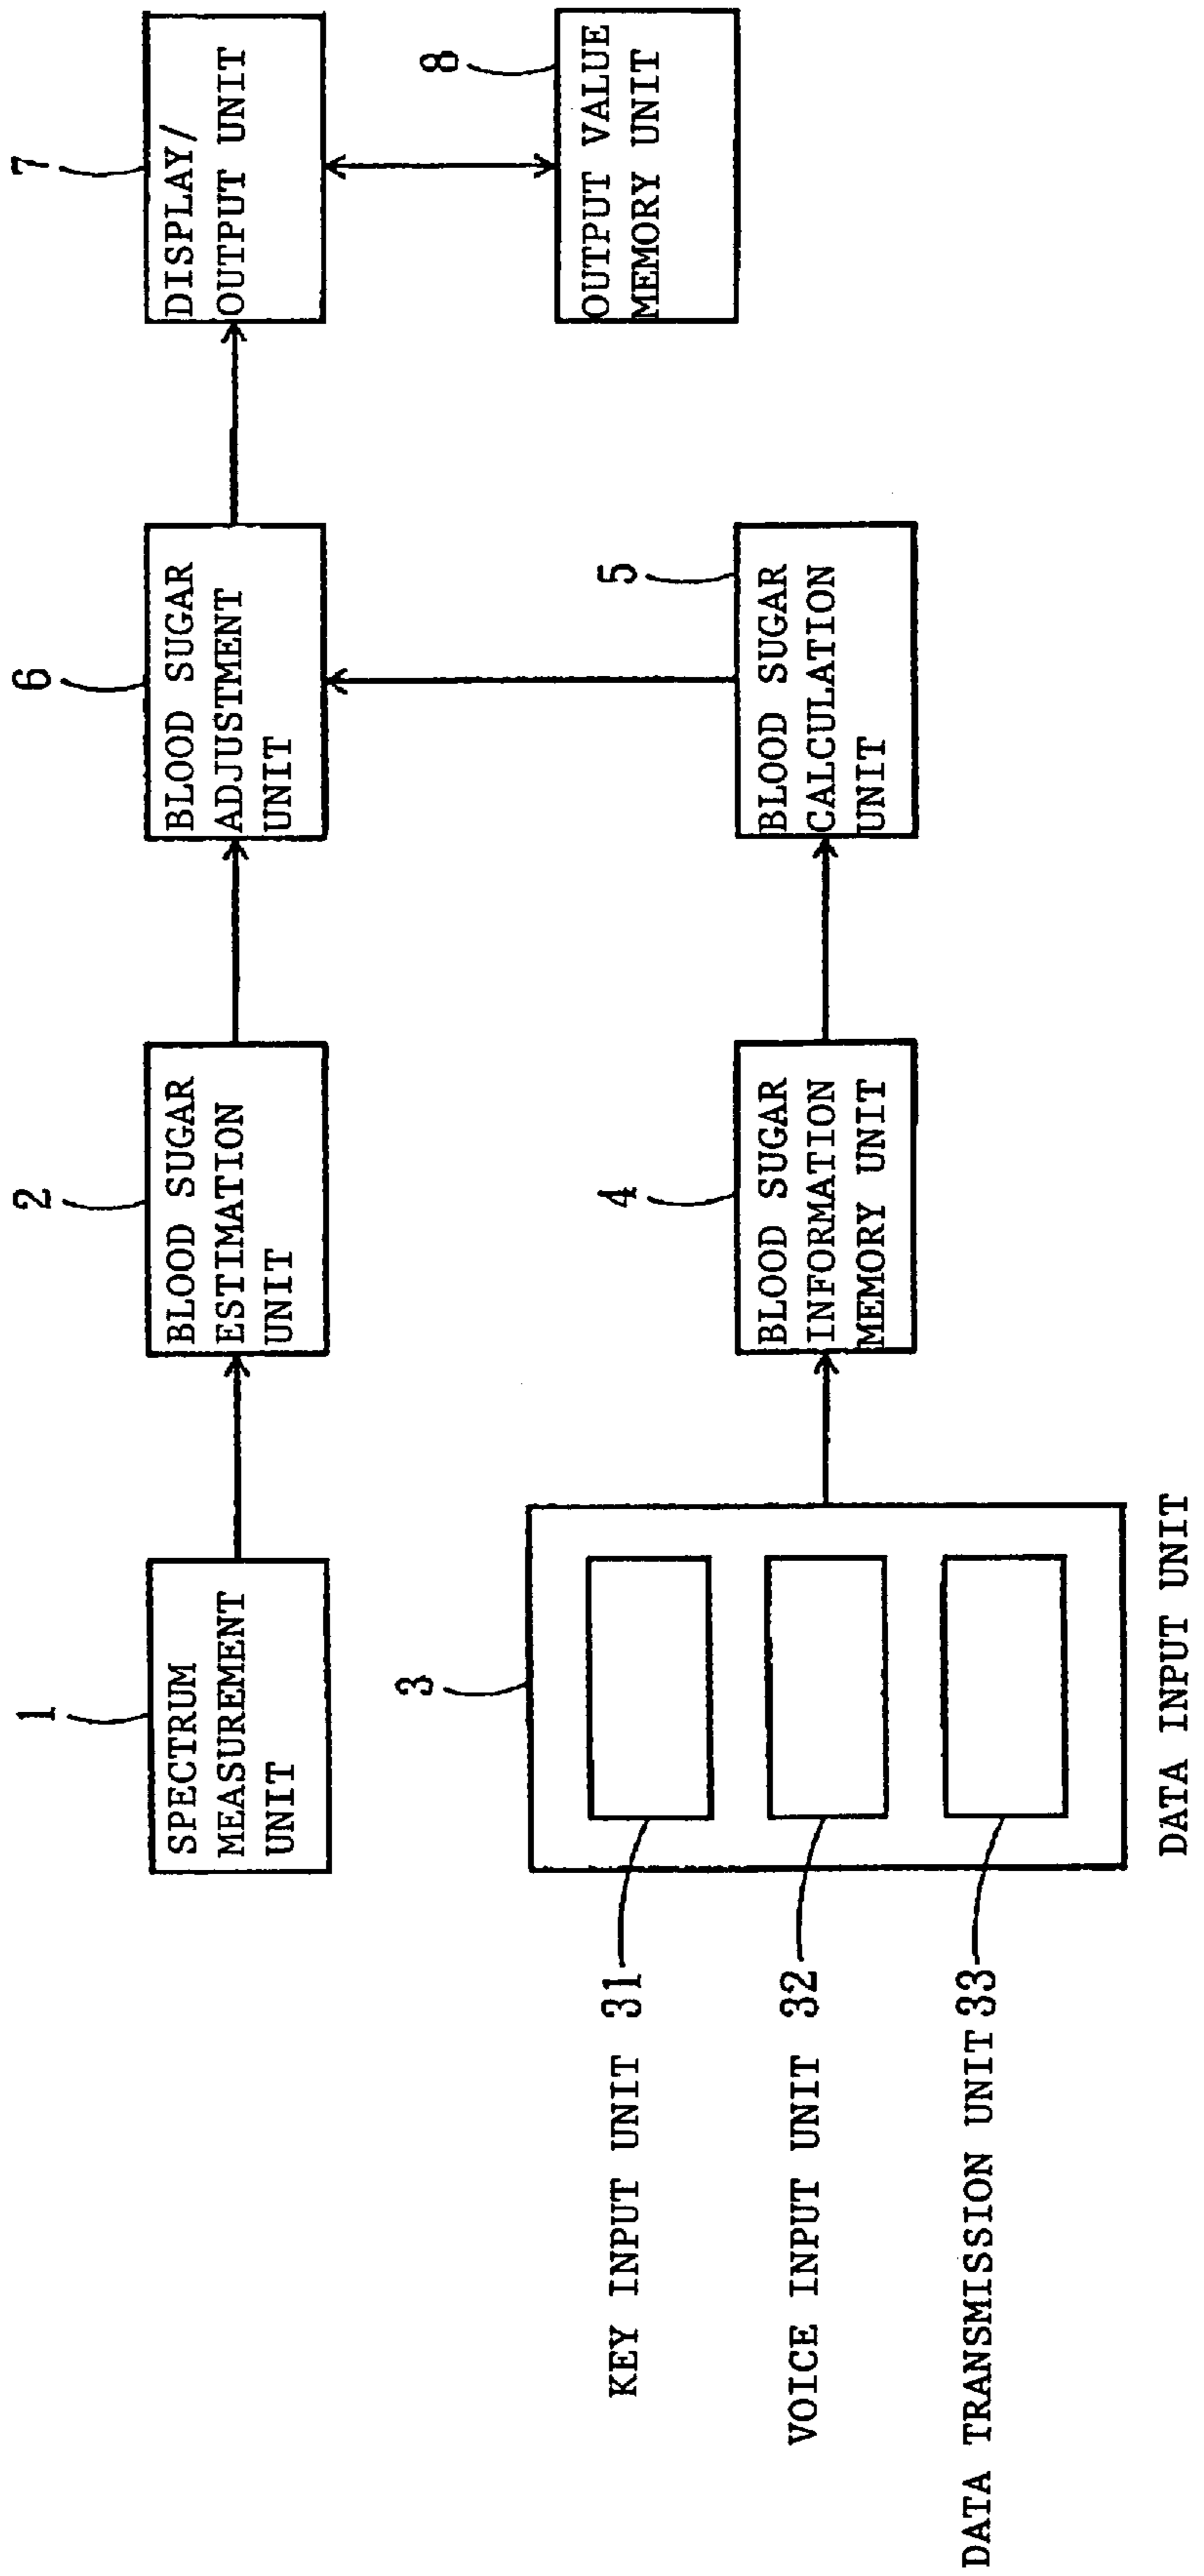 1
SPECTRUM
MEASUREMENT
UNIT
2
BLOOD SUGAR
ESTIMATION
UNIT
6
BLOOD SUGAR
ADJUSTMENT
UNIT
7
DISPLAY/
OUTPUT UNIT
8
OUTPUT VALUE
MEMORY UNIT
3
KEY INPUT UNIT 31
VOICE INPUT UNIT 32
DATA TRANSMISSION UNIT 33
DATA INPUT UNIT
4
BLOOD SUGAR
INFORMATION
MEMORY UNIT
5
BLOOD SUGAR
CALCULATION
UNIT